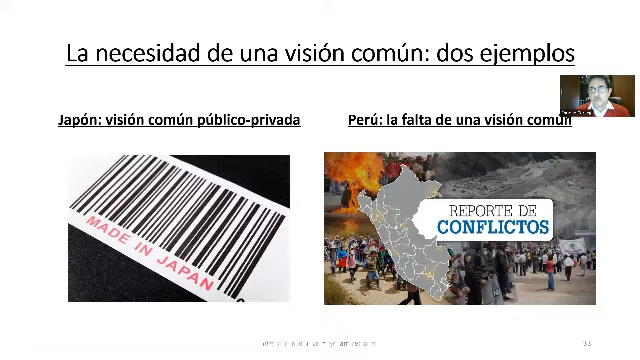 La necesidad de una visión común: dos ejemplos
Japón: visión común público-privada
Perú: la falta de una visión común
MADE IN JAPAN
REPORTE DE
CONFLICTOS
33